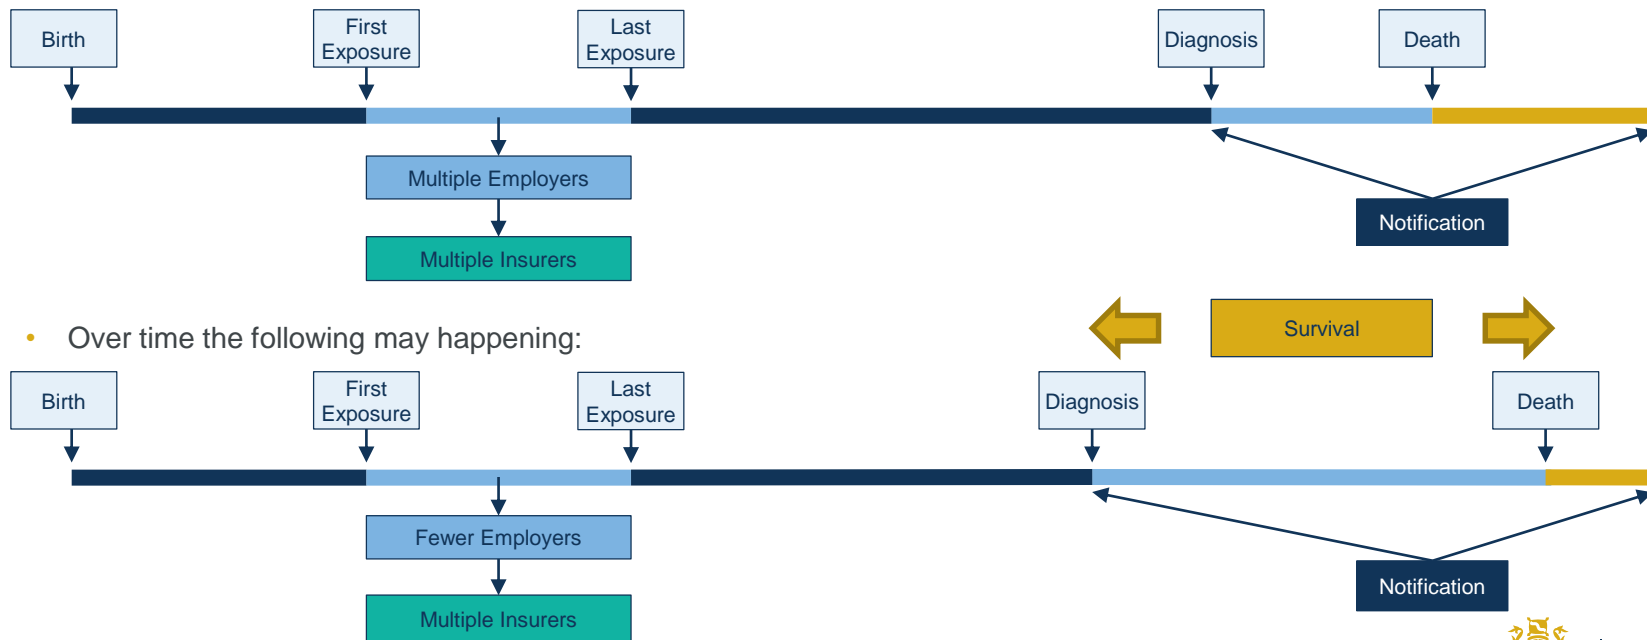 Birth
First
Exposure
Last
Exposure
Diagnosis
Death
Multiple Employers
Notification
Multiple Insurers
Survival
• Over time the following may happening:
Birth
First
Exposure
Last
Exposure
Diagnosis
Death
Fewer Employers
Notification
Multiple Insurers